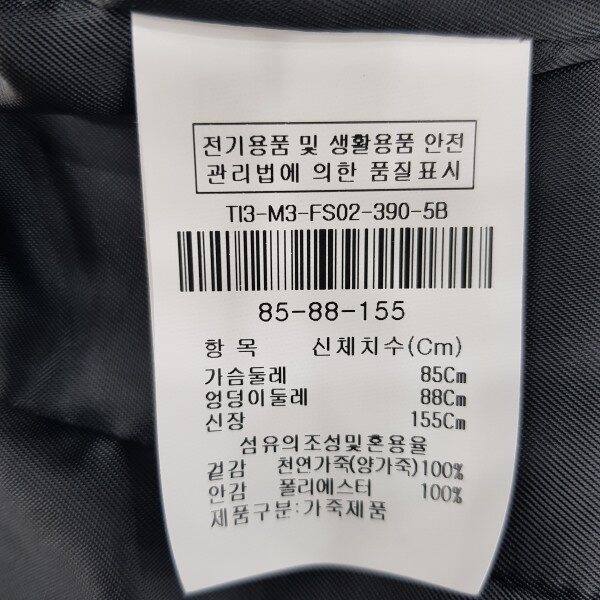 전기용품 및 생활용품 안전
관리법에 의한 품질표시
TI3-M3-FS02-390-5B
85-88-155
항 목 신체치수(Cm)
가슴둘레 85Cm
엉덩이둘레 88Cm
신장 155Cm
섬유의조성및혼용율
겉감 천연가죽(양가죽)100%
안감 폴리에스터 100%
제품구분:가죽제품